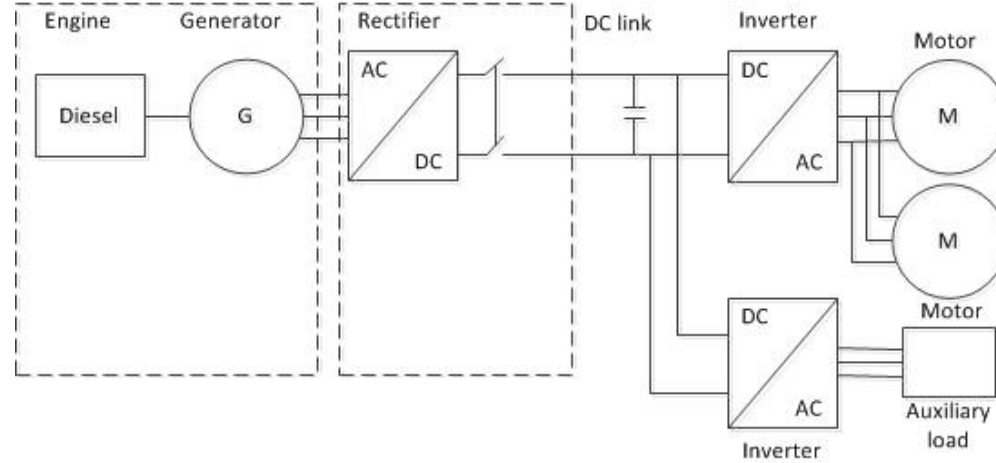 Engine
Generator
Rectifier
DC link
Inverter
Motor
Diesel
G
AC
DC
DC
AC
M
M
Motor
DC
AC
Inverter
Auxiliary
load